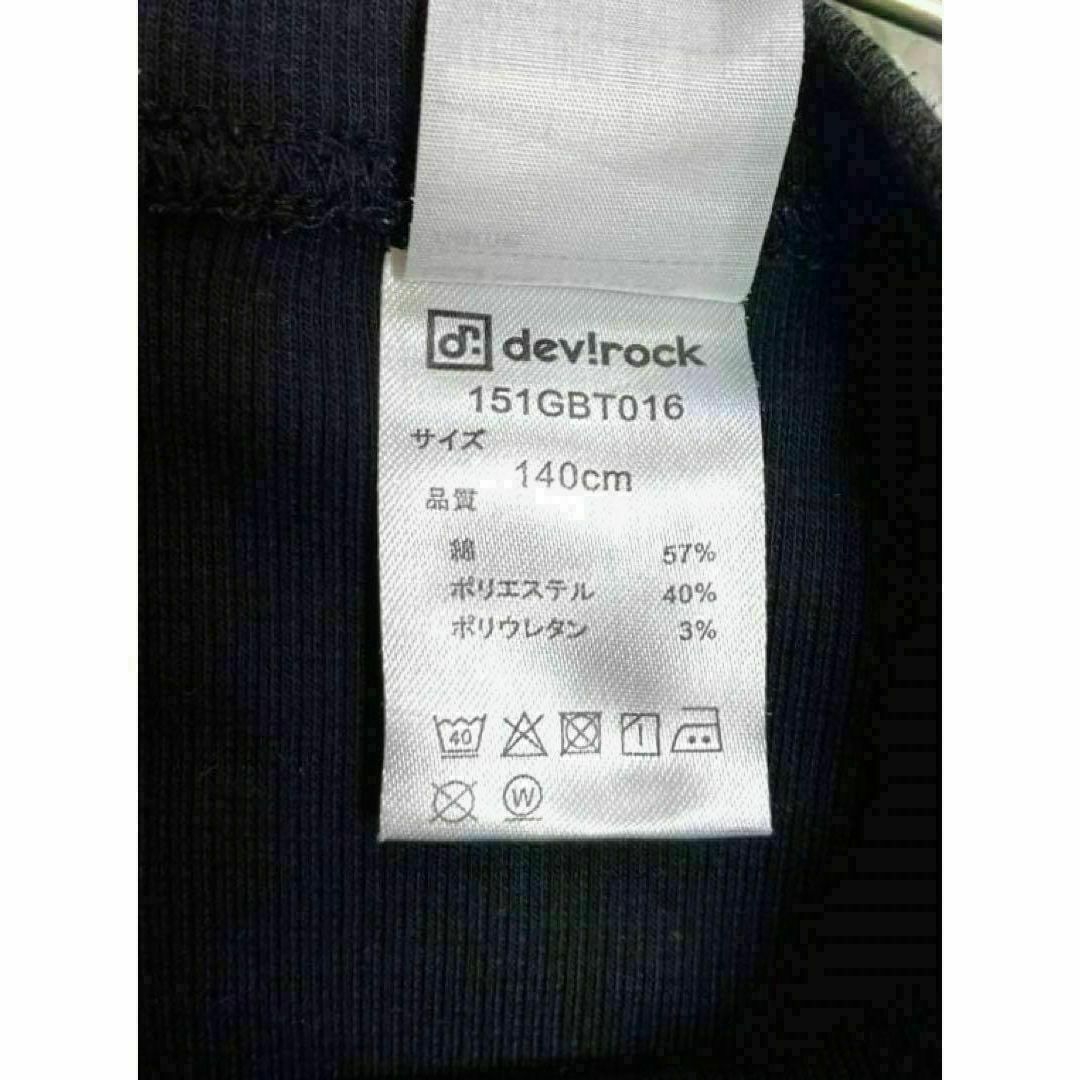 dev!rock
151GBT016
サイズ
140cm
品質
綿 57%
ポリエステル 40%
ポリウレタン 3%
40
W